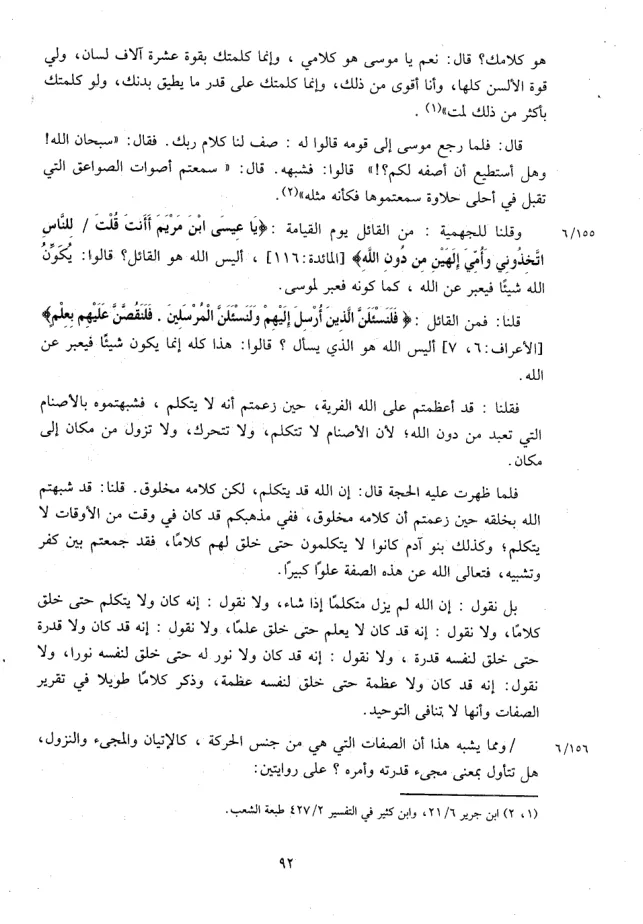 هو كلامك؟ قال: نعم يا موسى هو كلامي ، وإنما كلمتك بقوة عشرة آلاف لسان، ولي
قوة الألسن كلها، وأنا أقوى من ذلك، وإنما كلمتك على قدر ما يطيق بدنك، ولو كلمتك
بأكثر من ذلك لمت»(١) .
قال: فلما رجع موسى إلى قومه قالوا له : صف لنا كلام ربك. فقال: «سبحان الله!
وهل أستطيع أن أصفه لكم؟!» قالوا: فشبهه. قال: « سمعتم أصوات الصواعق التي
تقبل في أحلى حلاوة سمعتموها فكأنه مثله»(٢).
٦/١٥٥ وقلنا للجهمية : من القائل يوم القيامة : ﴿يَا عِيسَى ابْنَ مَرْيَمَ أَأَنتَ قُلْتَ / لِلنَّاسِ
اتَّخِذُونِي وَأُمِّيَ إِلَهَيْنِ مِن دُونِ اللَّهِ﴾ [المائدة:١١٦] ، أليس الله هو القائل؟ قالوا: يُكَوِّنُ
الله شيئًا فيعبر عن الله ، كما كونه فعبر لموسى.
قلنا: فمن القائل : ﴿ فَلَنَسْئَلَنَّ الَّذِينَ أُرْسِلَ إِلَيْهِمْ وَلَنَسْئَلَنَّ الْمُرْسَلِينَ . فَلَنَقُصَّنَّ عَلَيْهِم بِعِلْمٍ﴾
[الأعراف:٦، ٧] أليس الله هو الذي يسأل ؟ قالوا: هذا كله إنما يكون شيئًا فيعبر عن
الله.
فقلنا : قد أعظمتم على الله الفرية، حين زعمتم أنه لا يتكلم ، فشبهتموه بالأصنام
التي تعبد من دون الله؛ لأن الأصنام لا تتكلم، ولا تتحرك، ولا تزول من مكان إلى
مكان.
فلما ظهرت عليه الحجة قال: إن الله قد يتكلم، لكن كلامه مخلوق. قلنا: قد شبهتم
الله بخلقه حين زعمتم أن كلامه مخلوق، ففي مذهبكم قد كان في وقت من الأوقات لا
يتكلم؛ وكذلك بنو آدم كانوا لا يتكلمون حتى خلق لهم كلامًا، فقد جمعتم بين كفر
وتشبيه، فتعالى الله عن هذه الصفة علوًا كبيرًا.
بل نقول : إن الله لم يزل متكلمًا إذا شاء، ولا نقول : إنه كان ولا يتكلم حتى خلق
كلامًا، ولا نقول : إنه قد كان لا يعلم حتى خلق علمًا، ولا نقول : إنه قد كان ولا قدرة
حتى خلق لنفسه قدرة ، ولا نقول : إنه قد كان ولا نور له حتى خلق لنفسه نورا، ولا
نقول: إنه قد كان ولا عظمة حتى خلق لنفسه عظمة، وذكر كلامًا طويلا في تقرير
الصفات وأنها لا تنافى التوحيد.
٦/١٥٦ /ومما يشبه هذا أن الصفات التي هي من جنس الحركة ، كالإتيان والمجىء والنزول،
هل تتأول بمعنى مجىء قدرته وأمره ؟ على روايتين:
(١، ٢) ابن جرير ٢١/٦، وابن كثير في التفسير ٤٢٧/٢ طبعة الشعب.
٩٢